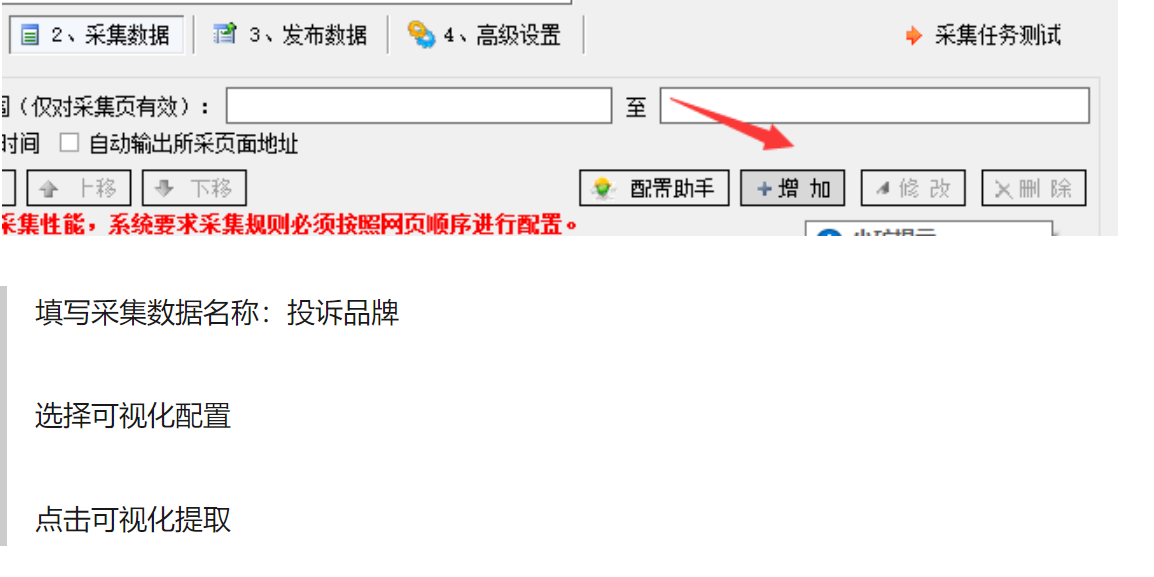 2、采集数据 3、发布数据 4、高级设置 采集任务测试
（仅对采集页有效）： 至
时间 自动输出所采页面地址
上移 下移 配置助手 增 加 修 改 删 除
采集性能，系统要求采集规则必须按照网页顺序进行配置。
填写采集数据名称：投诉品牌
选择可视化配置
点击可视化提取